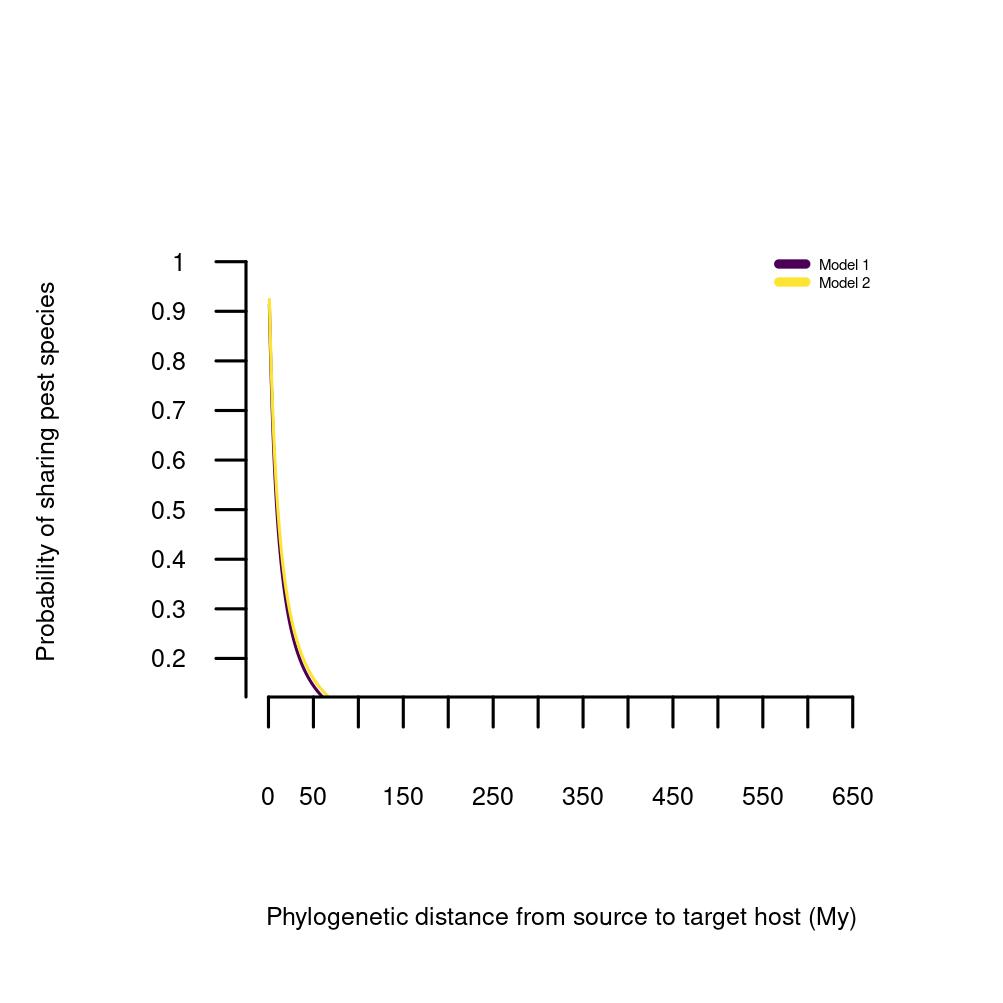 Probability of sharing pest species
1
0.9
0.8
0.7
0.6
0.5
0.4
0.3
0.2
Model 1
Model 2
0 50 150 250 350 450 550 650
Phylogenetic distance from source to target host (My)